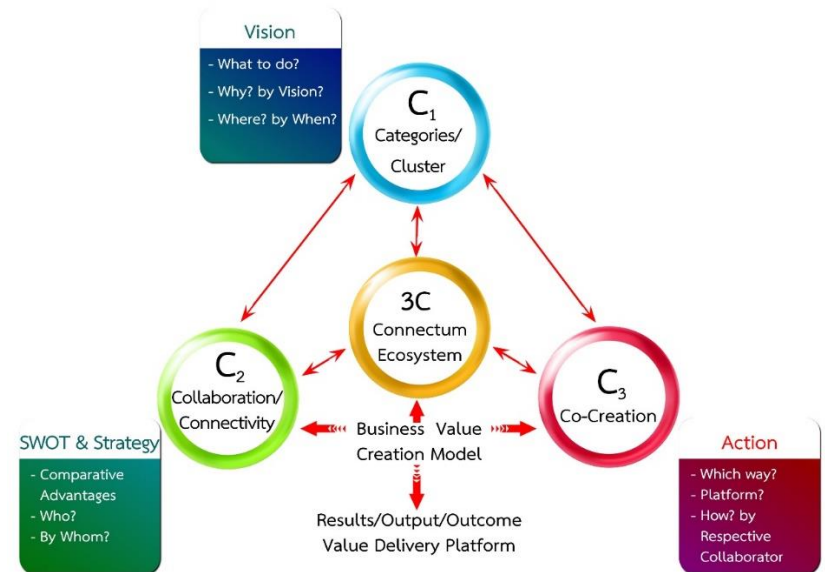 Vision
- What to do?
- Why? by Vision?
- Where? by When?
C1
Categories/
Cluster
3C
Connectum
Ecosystem
C2
Collaboration/
Connectivity
C3
Co-Creation
Business Value
Creation Model
SWOT & Strategy
- Comparative
Advantages
- Who?
- By Whom?
Action
- Which way?
- Platform?
- How? by
Respective
Collaborator
Results/Output/Outcome
Value Delivery Platform